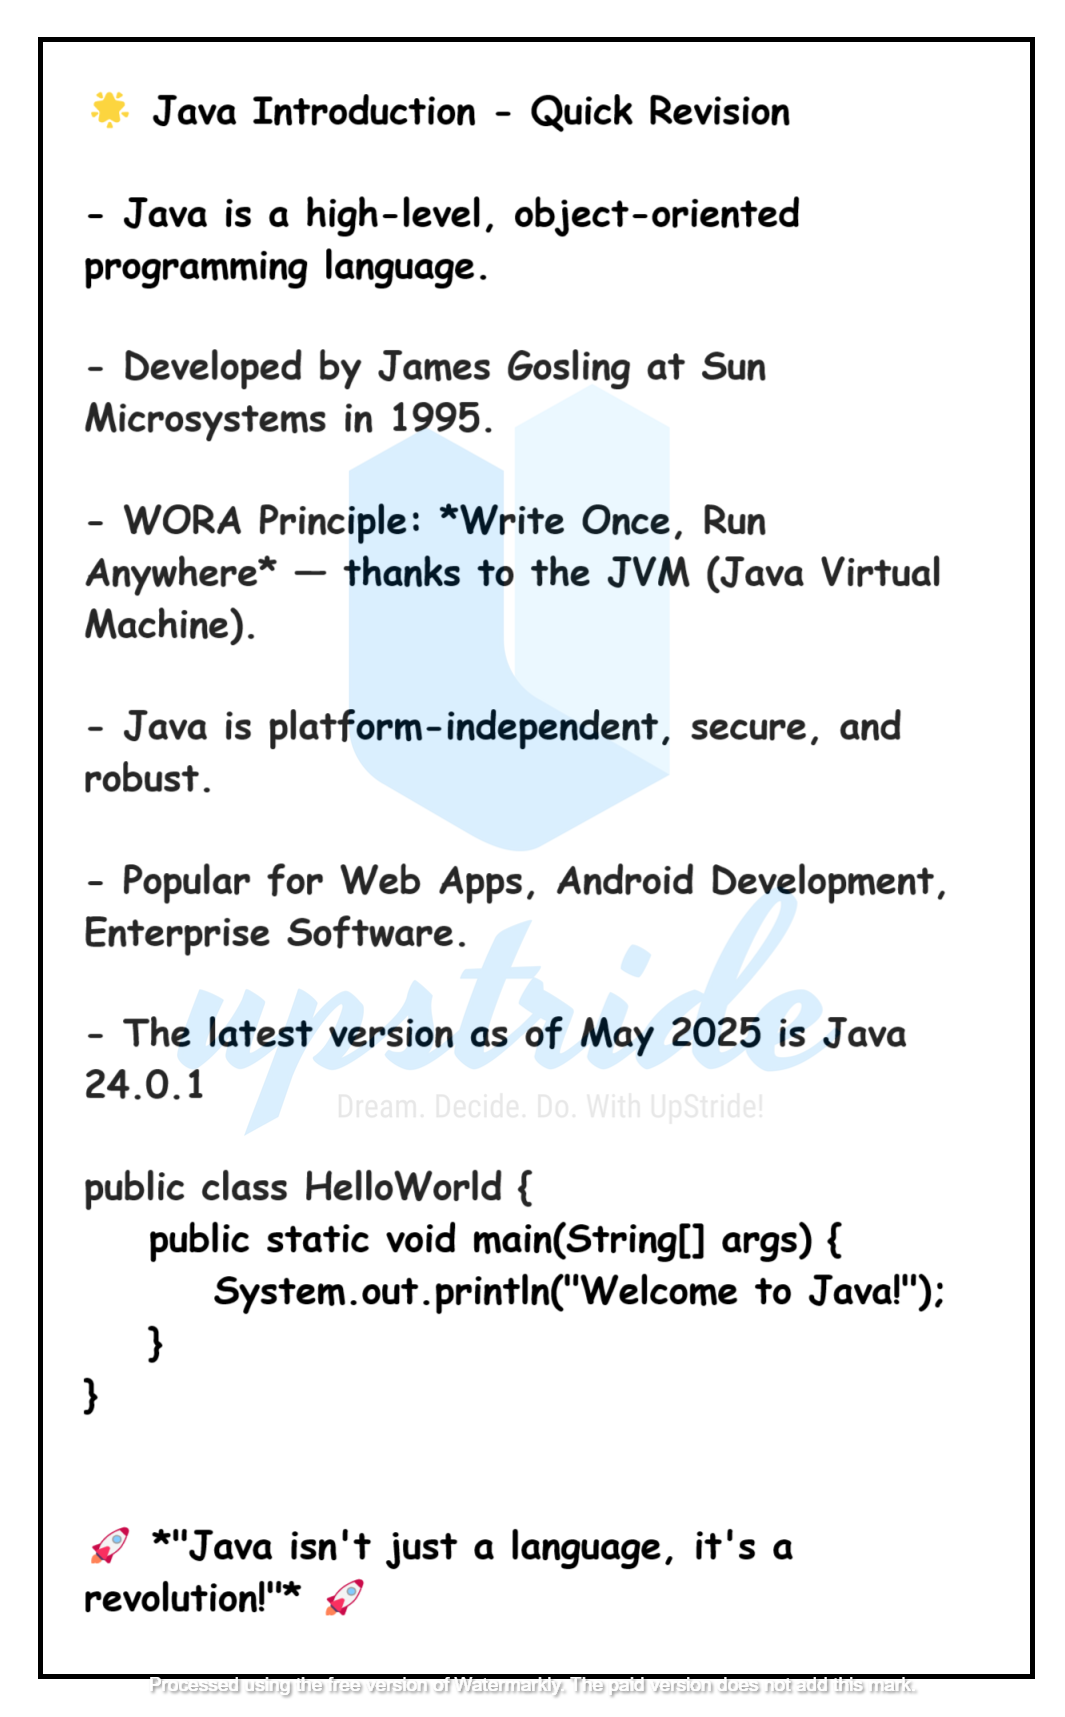 🌟 Java Introduction - Quick Revision
- Java is a high-level, object-oriented
programming language.
- Developed by James Gosling at Sun
Microsystems in 1995.
- WORA Principle: *Write Once, Run
Anywhere* — thanks to the JVM (Java Virtual
Machine).
- Java is platform-independent, secure, and
robust.
- Popular for Web Apps, Android Development,
Enterprise Software.
upstride
- The latest version as of May 2025 is Java
24.0.1
Dream. Decide. Do. With UpStride!
public class HelloWorld {
    public static void main(String[] args) {
        System.out.println("Welcome to Java!");
    }
}
🚀 *"Java isn't just a language, it's a
revolution!"* 🚀
Processed using the free version of Watermarkly. The paid version does not add this mark.